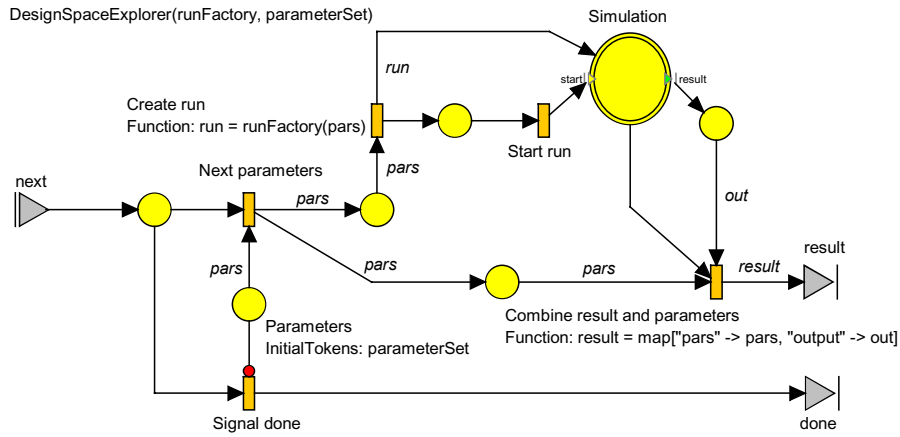 DesignSpaceExplorer(runFactory, parameterSet)
Simulation
run
start
result
Create run
Function: run = runFactory(pars)
Start run
pars
Next parameters
next
pars
out
pars
pars
pars
result
result
Parameters
InitialTokens: parameterSet
Combine result and parameters
Function: result = map["pars" -> pars, "output" -> out]
Signal done
done